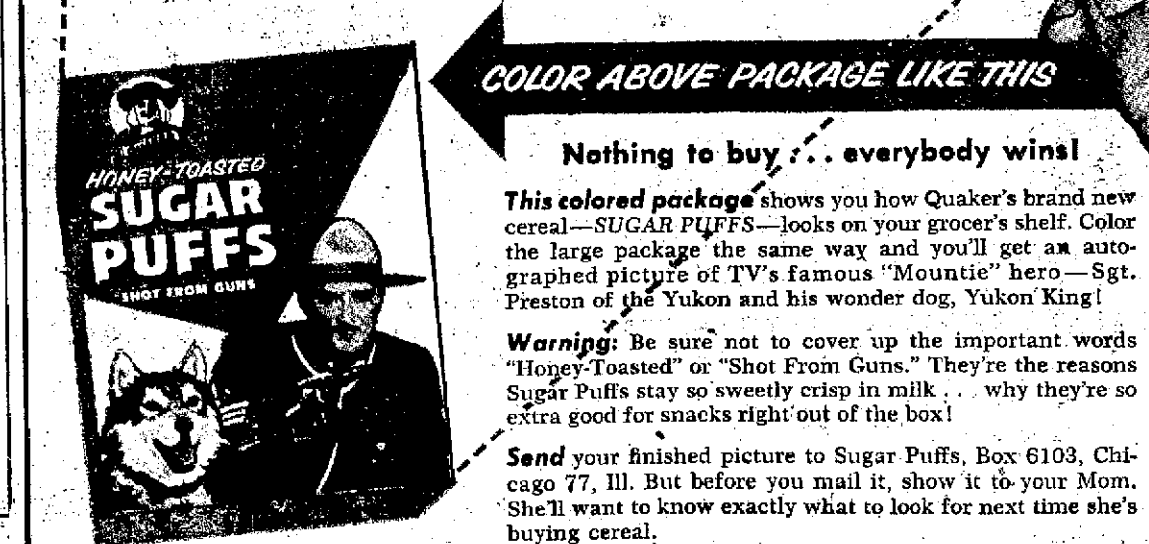 COLOR ABOVE PACKAGE LIKE THIS
HONEY-TOASTED
SUGAR
PUFFS
SHOT FROM GUNS
Nothing to buy... everybody wins!
This colored package shows you how Quaker's brand new
cereal—SUGAR PUFFS—looks on your grocer's shelf. Color
the large package the same way and you'll get an auto-
graphed picture of TV's famous "Mountie" hero—Sgt.
Preston of the Yukon and his wonder dog, Yukon King!
Warning: Be sure not to cover up the important words
"Honey-Toasted" or "Shot From Guns." They're the reasons
Sugar Puffs stay so sweetly crisp in milk... why they're so
extra good for snacks right out of the box!
Send your finished picture to Sugar Puffs, Box 6103, Chi-
cago 77, Ill. But before you mail it, show it to your Mom.
She'll want to know exactly what to look for next time she's
buying cereal.